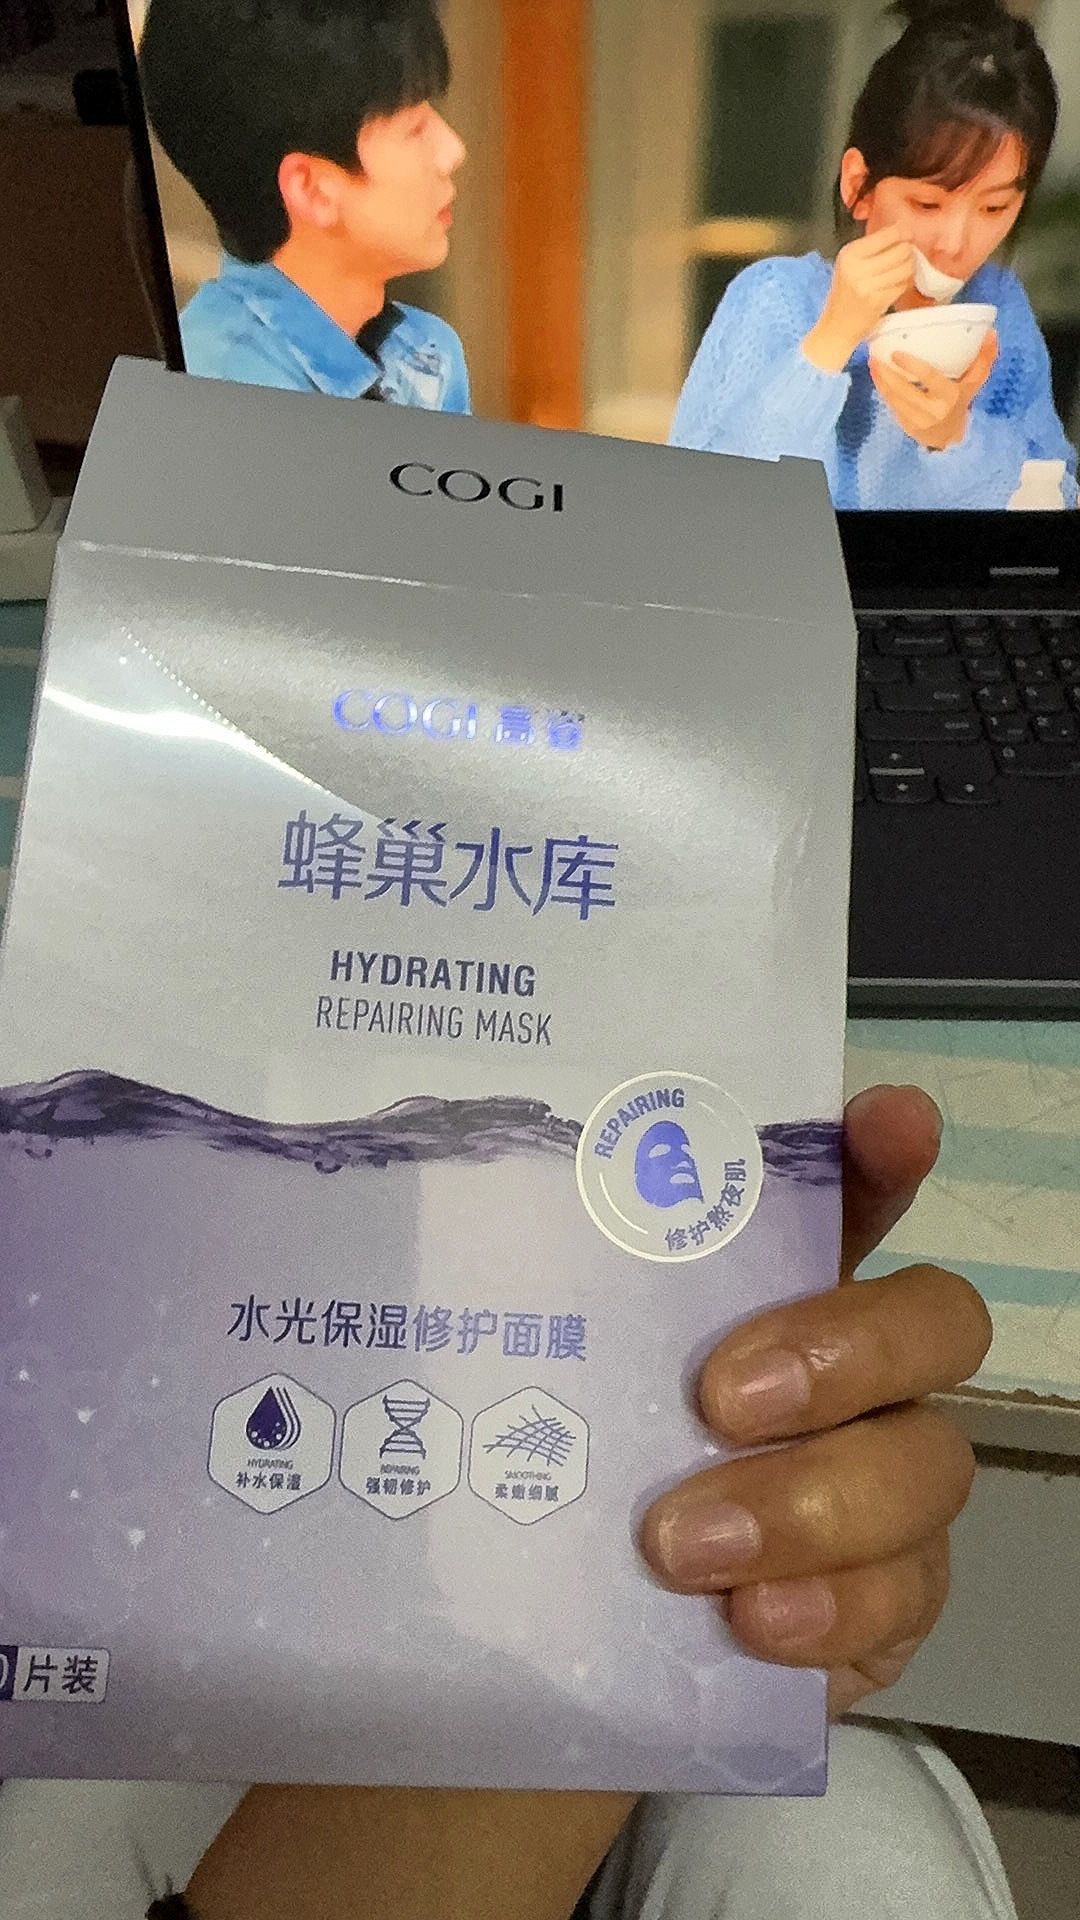 COGI
COGI 高姿
蜂巢水库
HYDRATING
REPAIRING MASK
REPAIRING
修护熬夜肌
水光保湿修护面膜
HYDRATING
补水保湿
REPAIRING
强韧修护
SMOOTHING
柔嫩细腻
片装